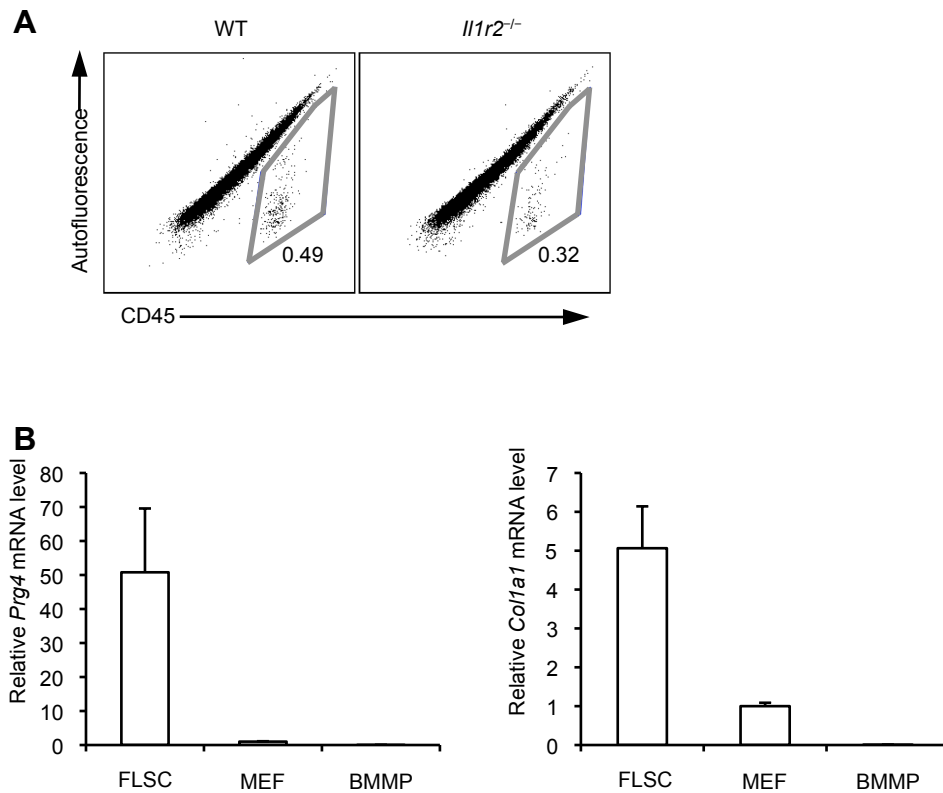 A
WT
Il1r2–/–
Autofluorescence
0.49
0.32
CD45
B
Relative Prg4 mRNA level
80
70
60
50
40
30
20
10
0
FLSC
MEF
BMMP
Relative Col1a1 mRNA level
7
6
5
4
3
2
1
0
FLSC
MEF
BMMP